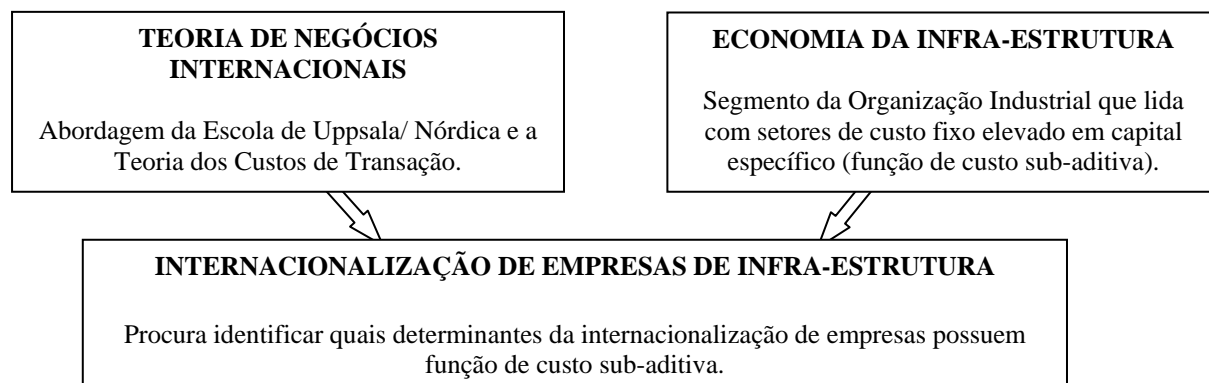 TEORIA DE NEGÓCIOS
INTERNACIONAIS
Abordagem da Escola de Uppsala/ Nórdica e a
Teoria dos Custos de Transação.
ECONOMIA DA INFRA-ESTRUTURA
Segmento da Organização Industrial que lida
com setores de custo fixo elevado em capital
específico (função de custo sub-aditiva).
INTERNACIONALIZAÇÃO DE EMPRESAS DE INFRA-ESTRUTURA
Procura identificar quais determinantes da internacionalização de empresas possuem
função de custo sub-aditiva.